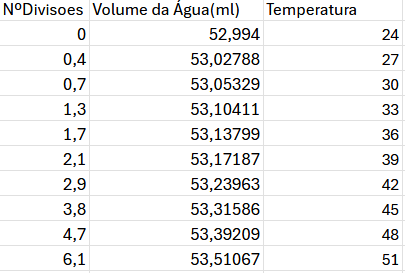 NºDivisoes Volume da Água(ml) Temperatura
0 52,994 24
0,4 53,02788 27
0,7 53,05329 30
1,3 53,10411 33
1,7 53,13799 36
2,1 53,17187 39
2,9 53,23963 42
3,8 53,31586 45
4,7 53,39209 48
6,1 53,51067 51